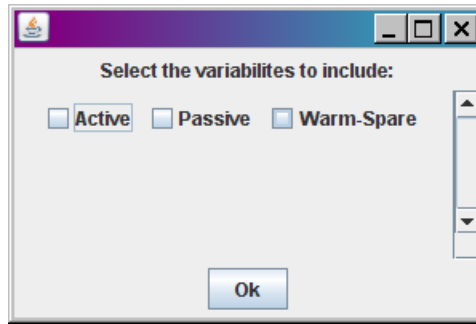 Select the variabilites to include:
Active Passive Warm-Spare
Ok